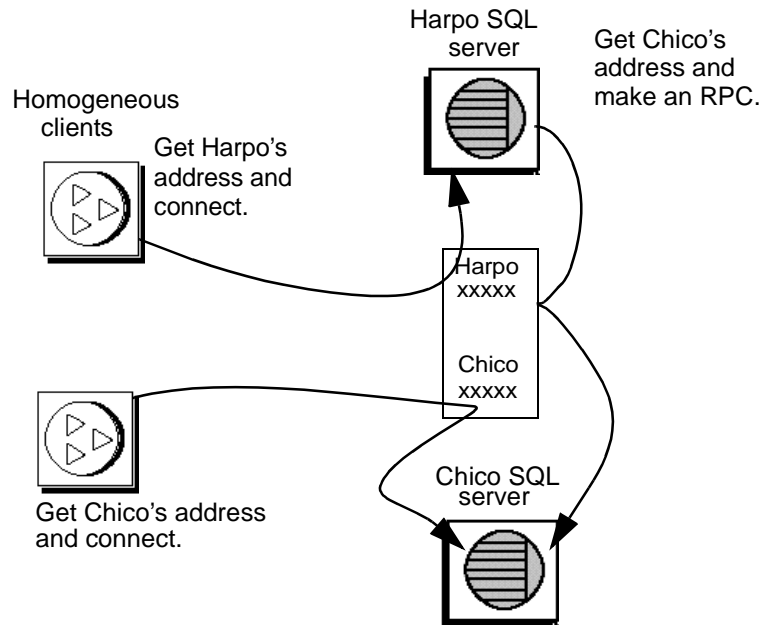 Harpo SQL
server
Get Chico’s
address and
make an RPC.
Homogeneous
clients
Get Harpo’s
address and
connect.
Harpo
xxxxx
Chico
xxxxx
Get Chico’s address
and connect.
Chico SQL
server